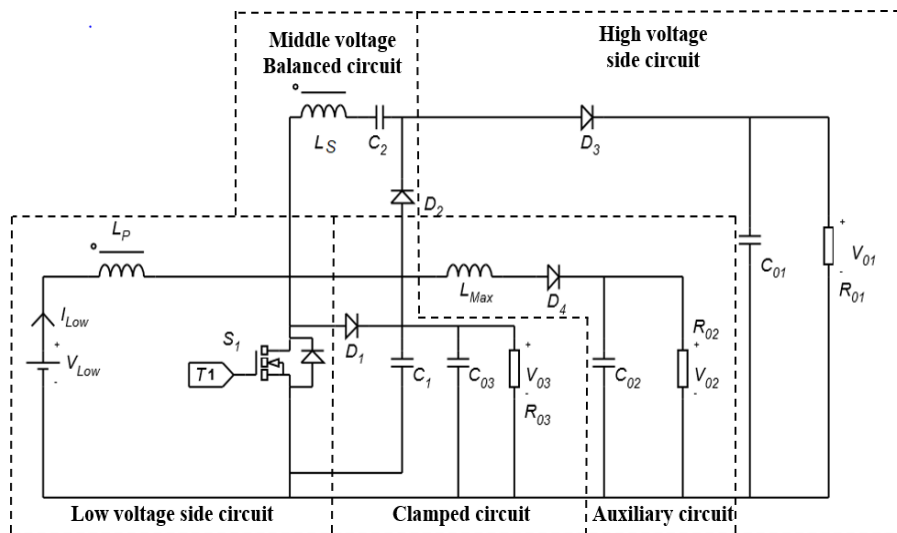 Middle voltage
Balanced circuit
High voltage
side circuit
L_S
C_2
D_3
D_2
L_P
C_01
+
V_01
-
R_01
L_Max
D_4
I_Low
S_1
R_02
+
V_Low
-
T1
D_1
C_1
C_03
+
V_03
-
R_03
C_02
+
V_02
-
Low voltage side circuit
Clamped circuit
Auxiliary circuit